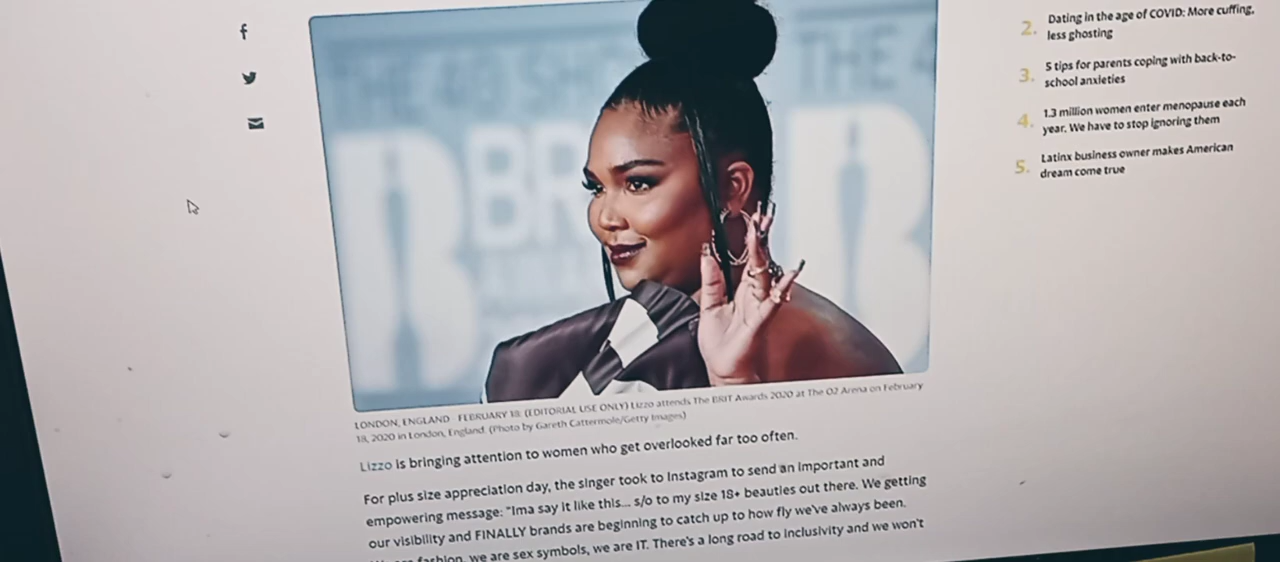 THE 4
BR
2. Dating in the age of COVID: More cuffing,
less ghosting
3. 5 tips for parents coping with back-to-
school anxieties
4. 1.3 million women enter menopause each
year. We have to stop ignoring them
5. Latinx business owner makes American
dream come true
LONDON, ENGLAND - FEBRUARY 18: (EDITORIAL USE ONLY) Lizzo attends The BRIT Awards 2020 at The O2 Arena on February
18, 2020 in London, England. (Photo by Gareth Cattermole/Getty Images)
Lizzo is bringing attention to women who get overlooked far too often.
For plus size appreciation day, the singer took to Instagram to send an important and
empowering message: "Ima say it like this... s/o to my size 18+ beauties out there. We getting
our visibility and FINALLY brands are beginning to catch up to how fly we've always been.
fashion, we are sex symbols, we are IT. There's a long road to inclusivity and we won't